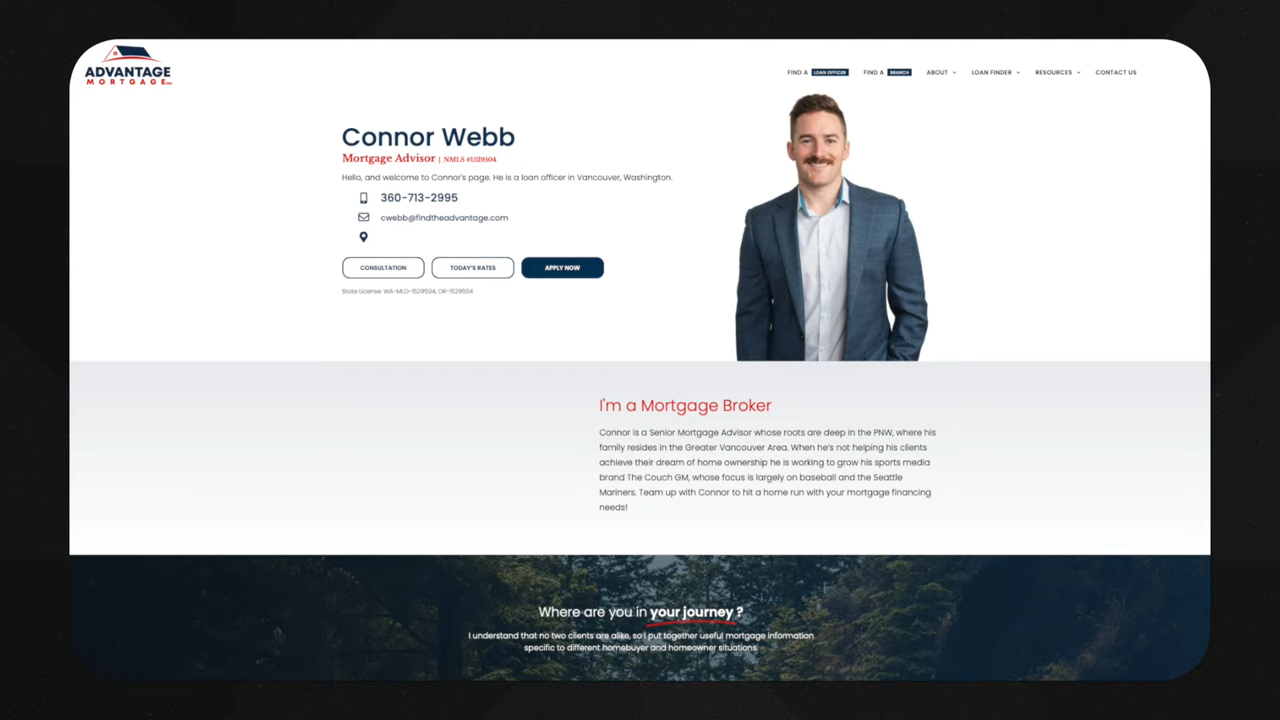 ADVANTAGE
MORTGAGE
FIND A LOAN OFFICER FIND A BRANCH ABOUT LOAN FINDER RESOURCES CONTACT US
Connor Webb
Mortgage Advisor | NMLS #1529504
Hello, and welcome to Connor's page. He is a loan officer in Vancouver, Washington.
360-713-2995
cwebb@findtheadvantage.com
CONSULTATION TODAY'S RATES APPLY NOW
State License: WA-MLO-1529504, OR-1529504
I'm a Mortgage Broker
Connor is a Senior Mortgage Advisor whose roots are deep in the PNW, where his
family resides in the Greater Vancouver Area. When he's not helping his clients
achieve their dream of home ownership he is working to grow his sports media
brand The Couch GM, whose focus is largely on baseball and the Seattle
Mariners. Team up with Connor to hit a home run with your mortgage financing
needs!
Where are you in your journey ?
I understand that no two clients are alike, so I put together useful mortgage information
specific to different homebuyer and homeowner situations.